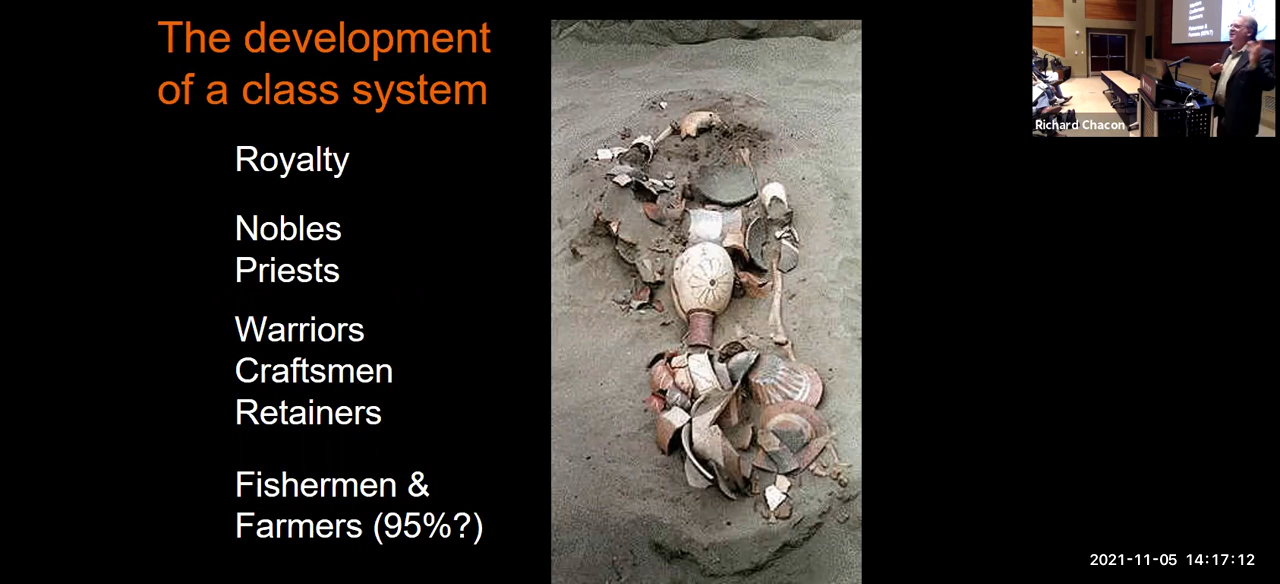 The development
of a class system
Royalty
Nobles
Priests
Warriors
Craftsmen
Retainers
Fishermen &
Farmers (95%?)
Richard Chacon
2021-11-05 14:17:12